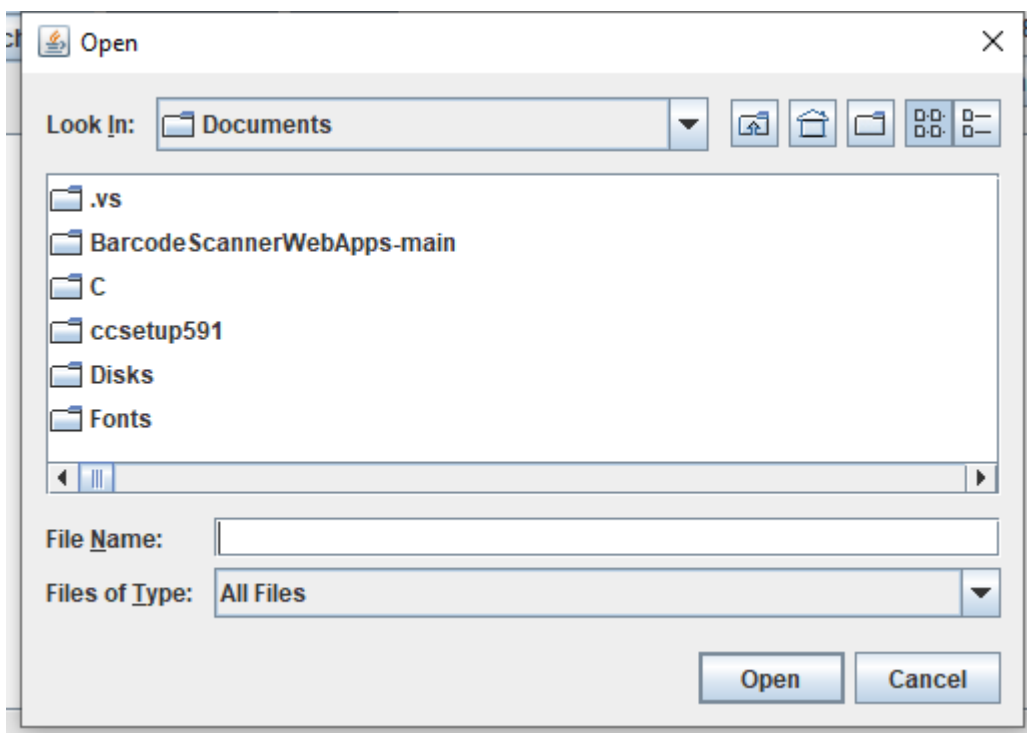 Open
Look In: Documents
.vs
BarcodeScannerWebApps-main
C
ccsetup591
Disks
Fonts
File Name:
Files of Type: All Files
Open Cancel